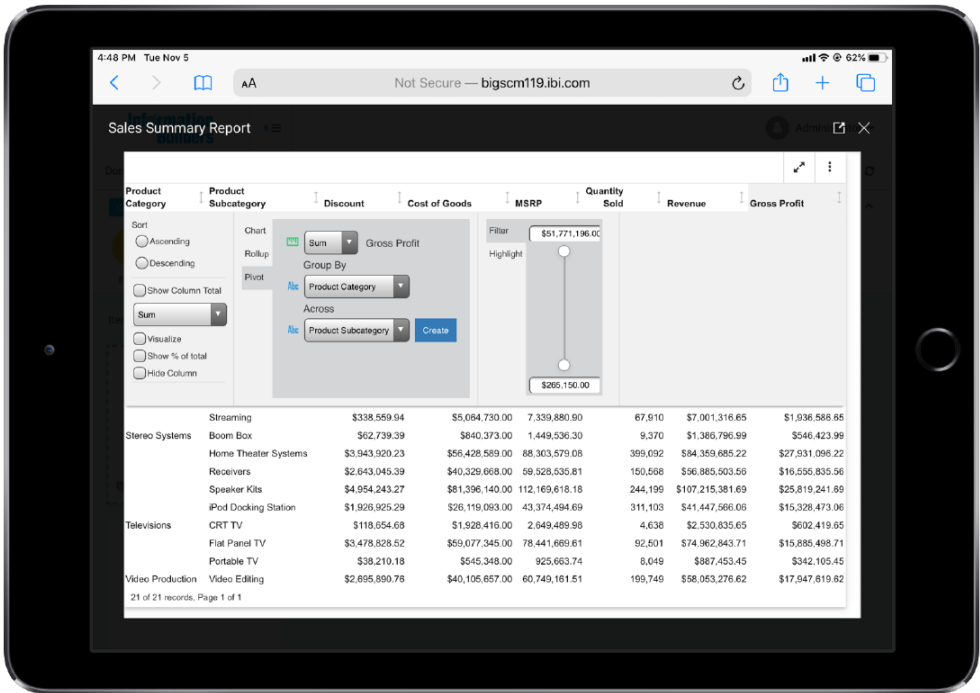 4:48 PM Tue Nov 5
62%
AA
Not Secure — bigscm119.ibi.com
Sales Summary Report
Product Category
Product Subcategory
Discount
Cost of Goods
MSRP
Quantity Sold
Revenue
Gross Profit
Sort
Ascending
Descending
Show Column Total
Sum
Visualize
Show % of total
Hide Column
Chart
Rollup
Pivot
Sum Gross Profit
Group By
Abc Product Category
Across
Abc Product Subcategory Create
Filter
Highlight
$51,771,196.00
$265,150.00
Streaming $338,559.94 $5,064,730.00 7,339,880.90 67,910 $7,001,316.65 $1,936,586.65
Stereo Systems Boom Box $62,739.39 $840,373.00 1,449,536.30 9,370 $1,386,796.99 $546,423.99
Home Theater Systems $3,943,920.23 $56,428,589.00 88,303,579.08 399,092 $84,359,685.22 $27,931,096.22
Receivers $2,643,045.39 $40,329,668.00 59,528,535.81 150,568 $56,885,503.56 $16,555,835.56
Speaker Kits $4,954,243.27 $81,396,140.00 112,169,618.18 244,199 $107,215,381.69 $25,819,241.69
iPod Docking Station $1,926,925.29 $26,119,093.00 43,374,494.69 311,103 $41,447,566.06 $15,328,473.06
Televisions CRT TV $118,654.68 $1,928,416.00 2,649,489.98 4,638 $2,530,835.65 $602,419.65
Flat Panel TV $3,478,828.52 $59,077,345.00 78,441,669.61 92,501 $74,962,843.71 $15,885,498.71
Portable TV $38,210.18 $545,348.00 925,663.74 8,049 $887,453.45 $342,105.45
Video Production Video Editing $2,695,890.76 $40,105,657.00 60,749,161.51 199,749 $58,053,276.62 $17,947,619.62
21 of 21 records, Page 1 of 1